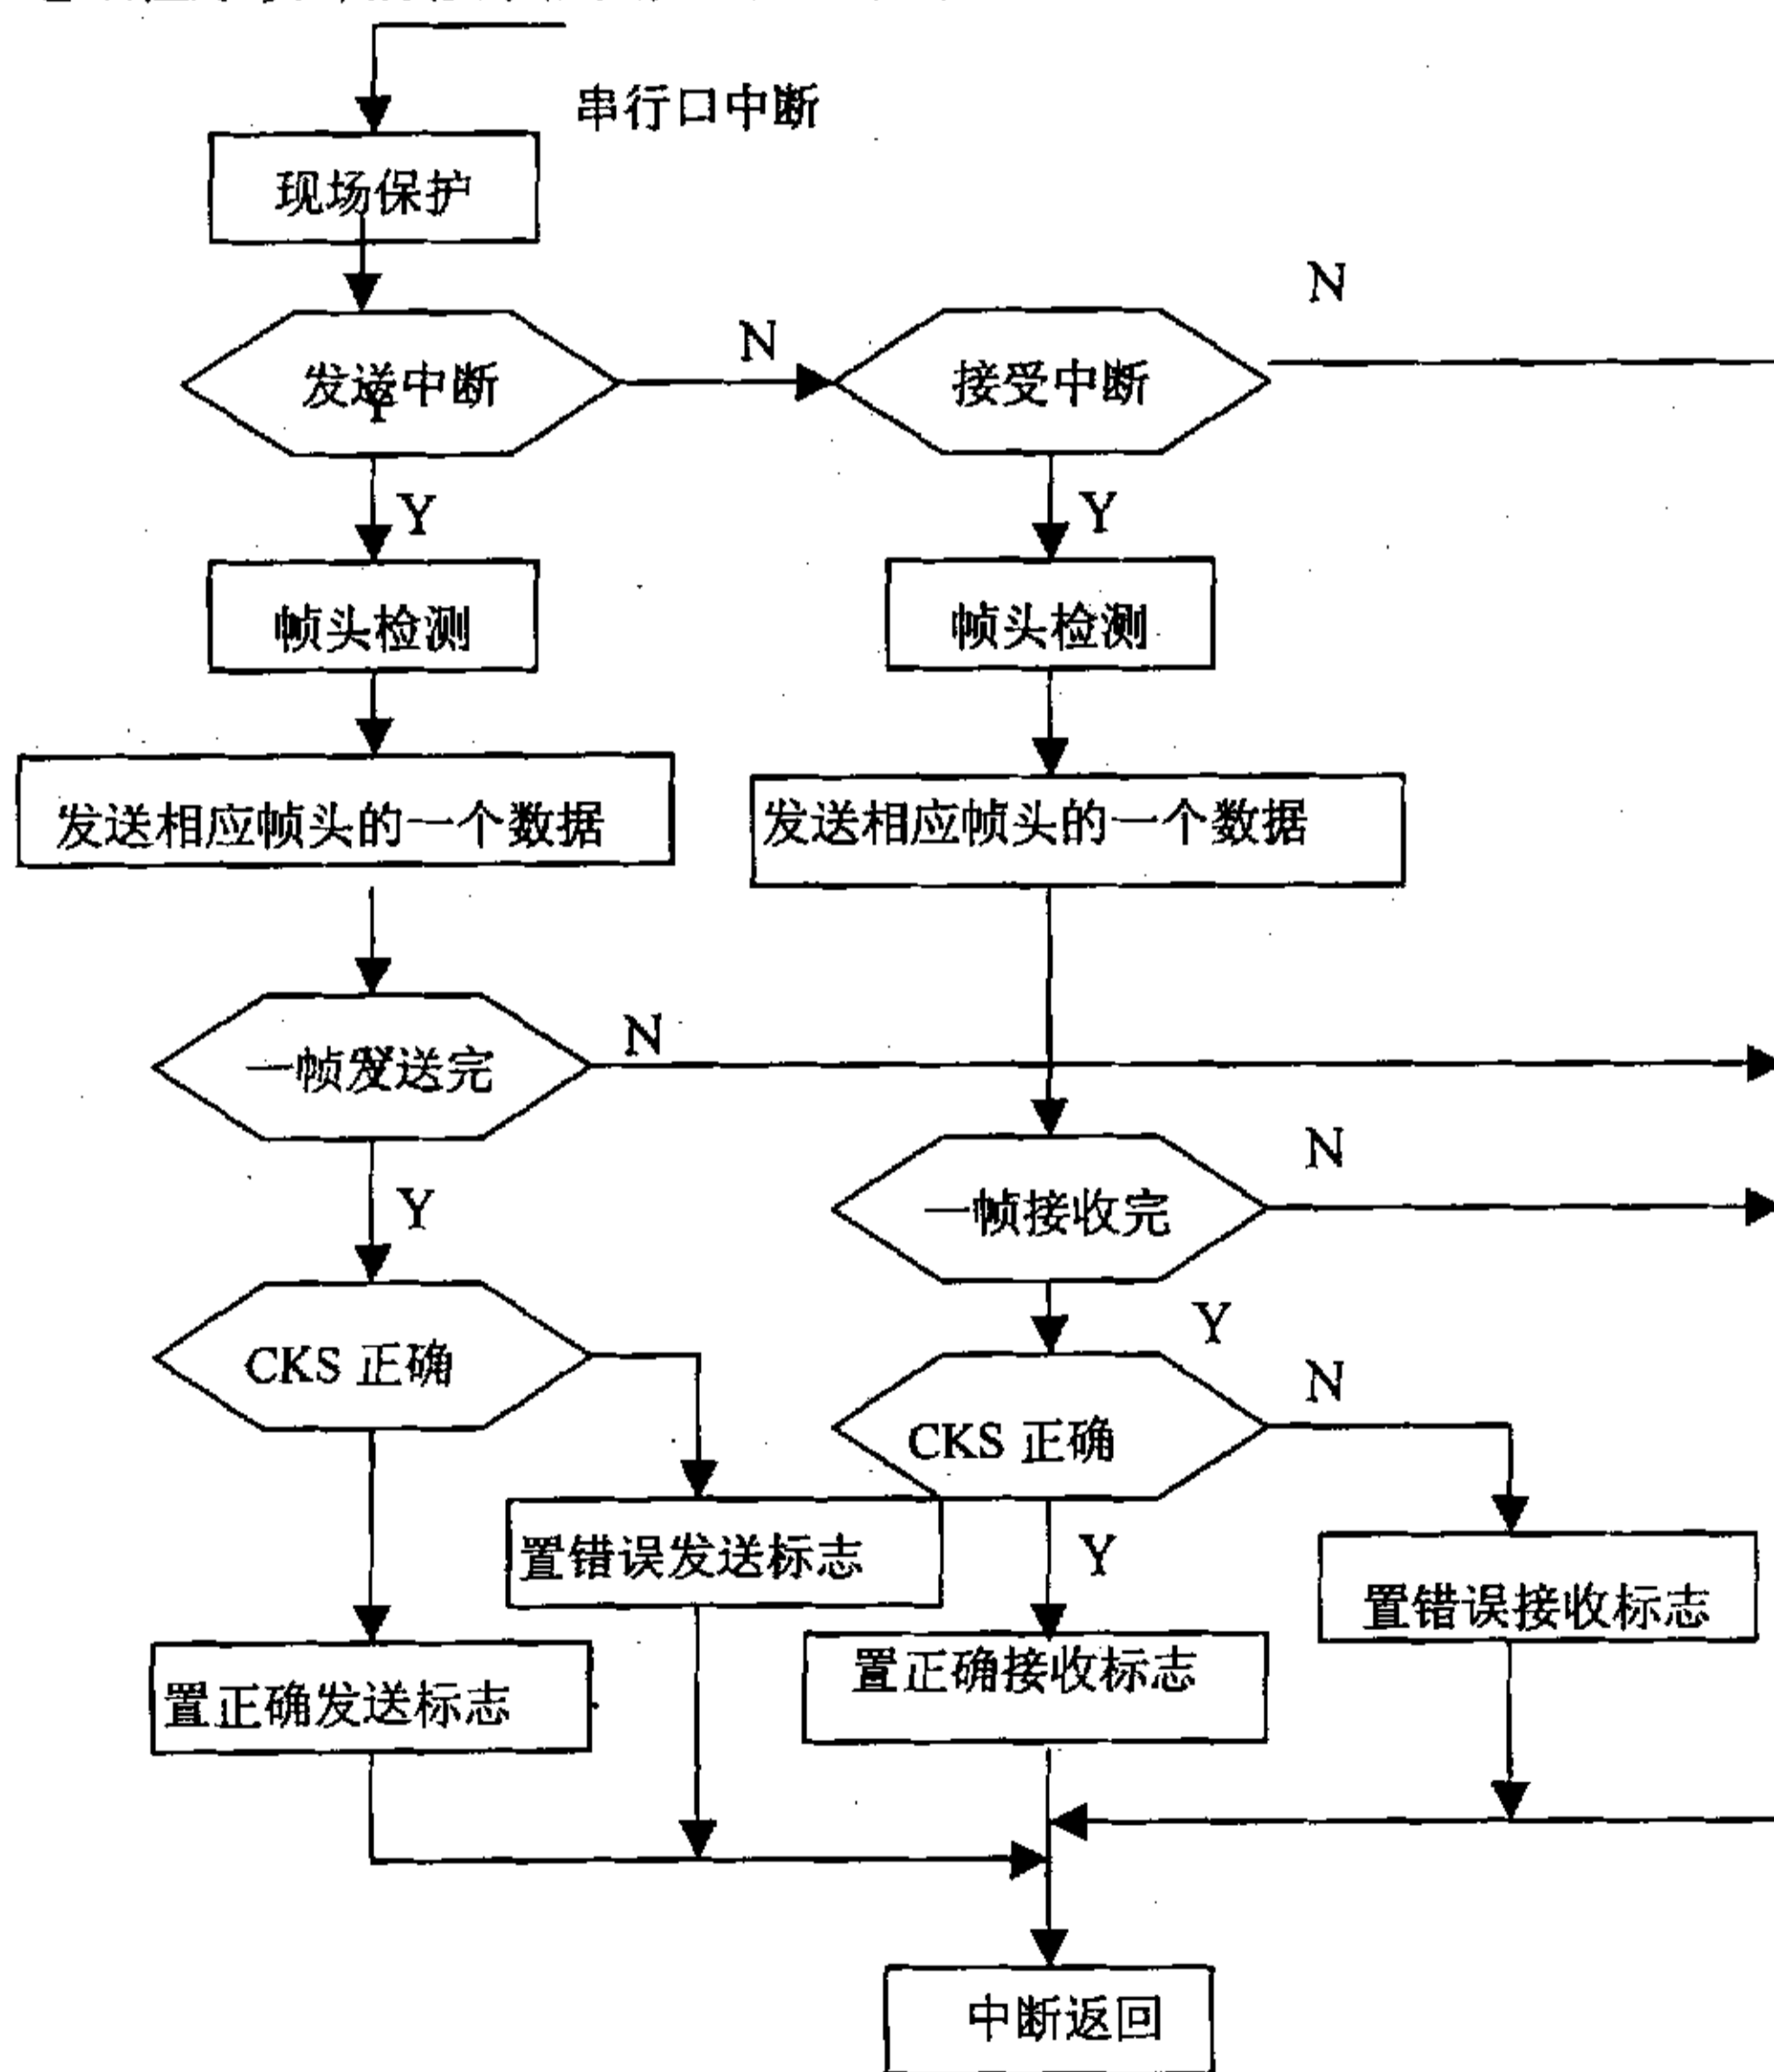 串行口中断
现场保护
N
发送中断
Y
N
接受中断
Y
Y
帧头检测
帧头检测
发送相应帧头的一个数据
发送相应帧头的一个数据
一帧发送完
N
一帧接收完
N
Y
Y
CKS 正确
CKS 正确
N
置错误发送标志
Y
置错误接收标志
置正确发送标志
置正确接收标志
中断返回